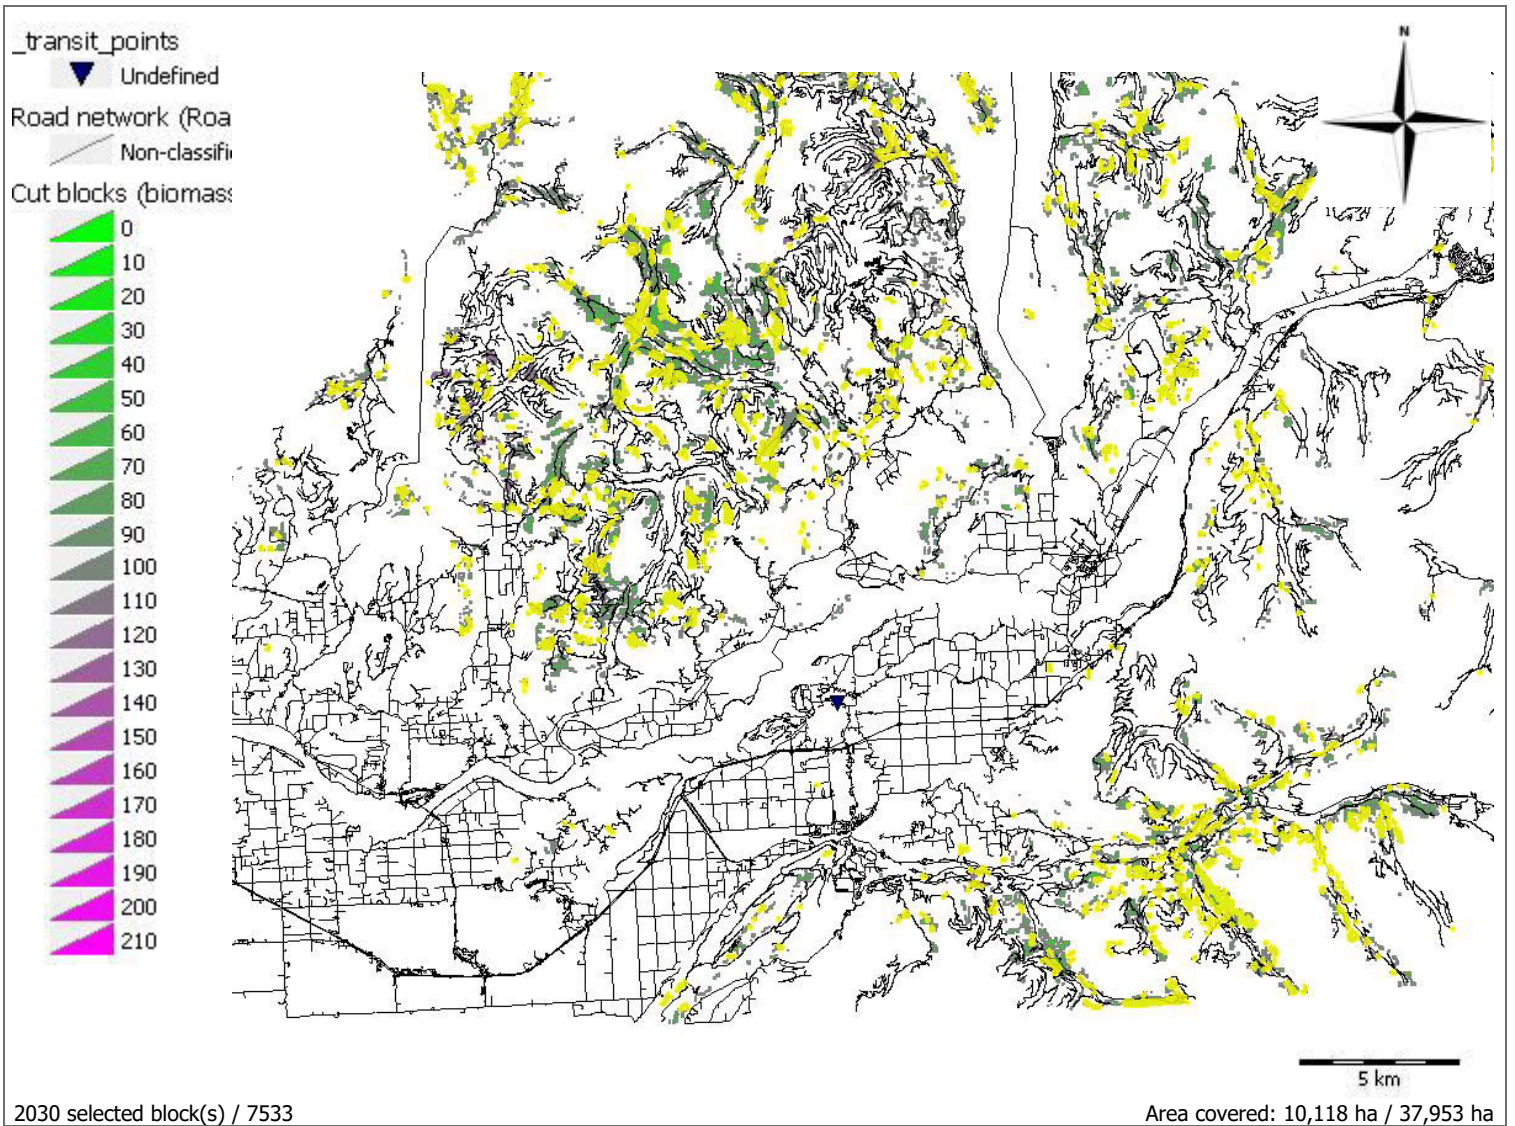 _transit_points
Undefined
Road network (Roa
Non-classifi
Cut blocks (biomass
0
10
20
30
40
50
60
70
80
90
100
110
120
130
140
150
160
170
180
190
200
210
N
5 km
2030 selected block(s) / 7533
Area covered: 10,118 ha / 37,953 ha